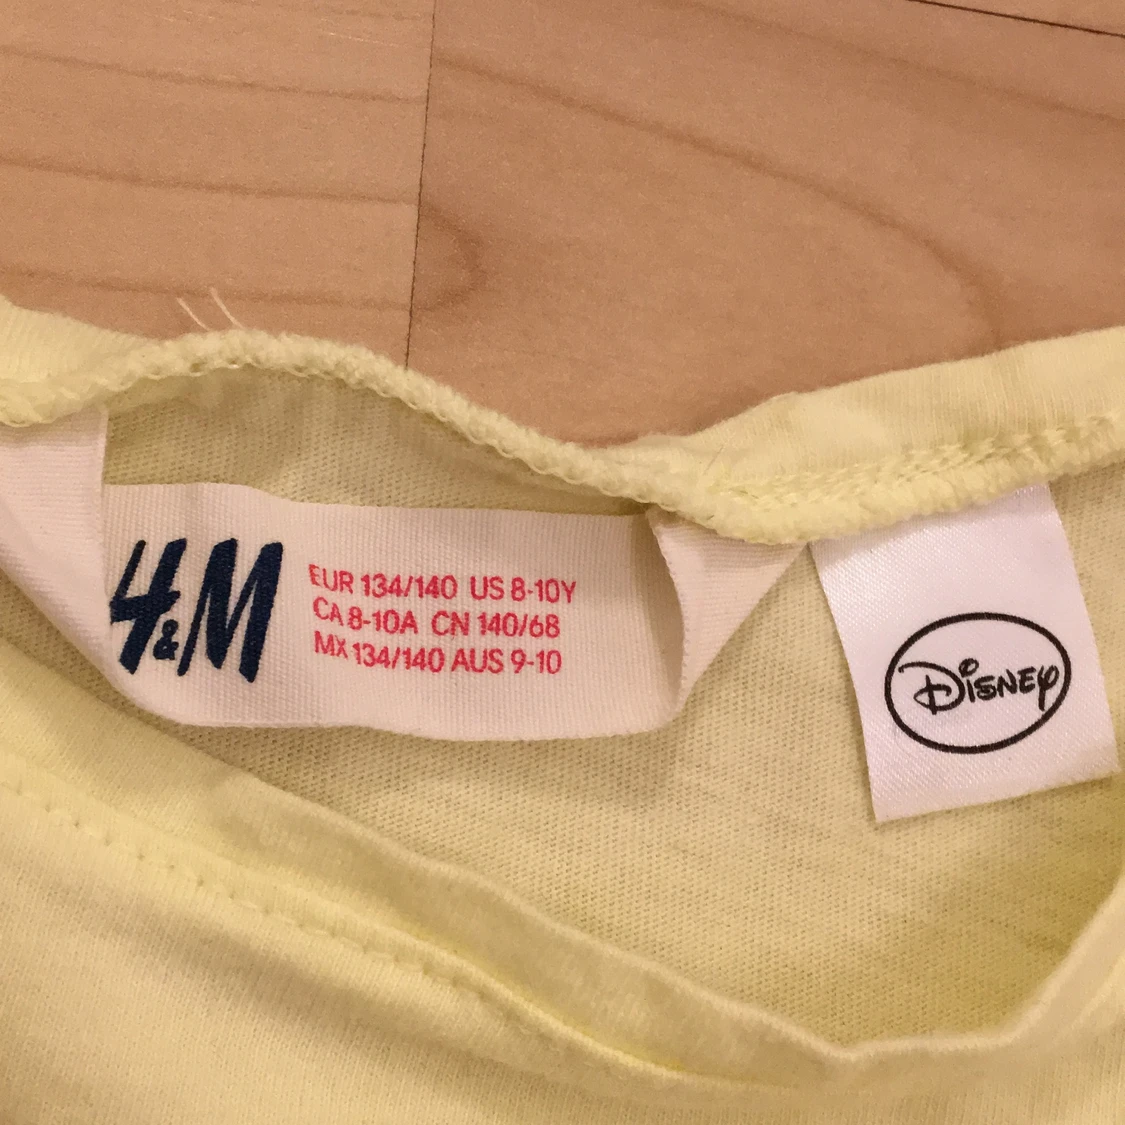 H&M
EUR 134/140 US 8-10Y
CA 8-10A CN 140/68
MX 134/140 AUS 9-10
Disney